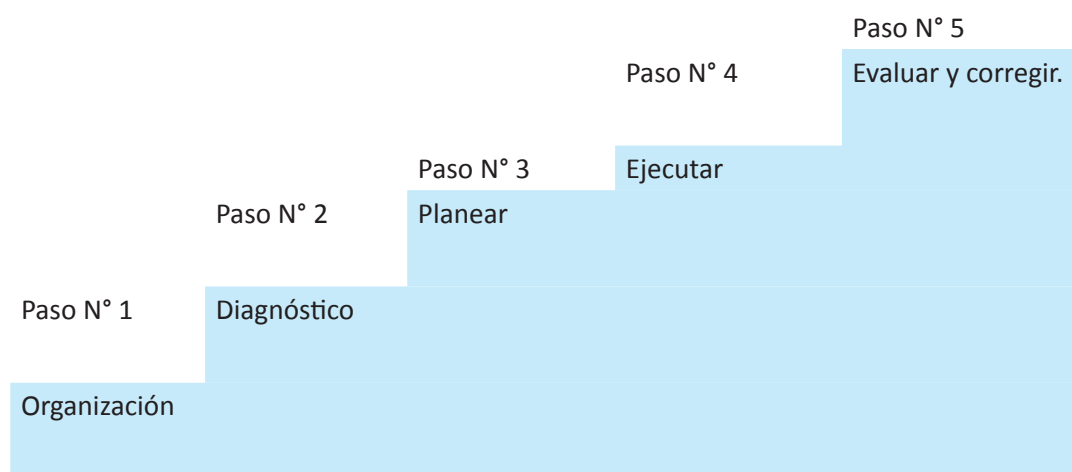 Paso N° 5
Paso N° 4
Evaluar y corregir.
Paso N° 3
Ejecutar
Paso N° 2
Planear
Paso N° 1
Diagnóstico
Organización